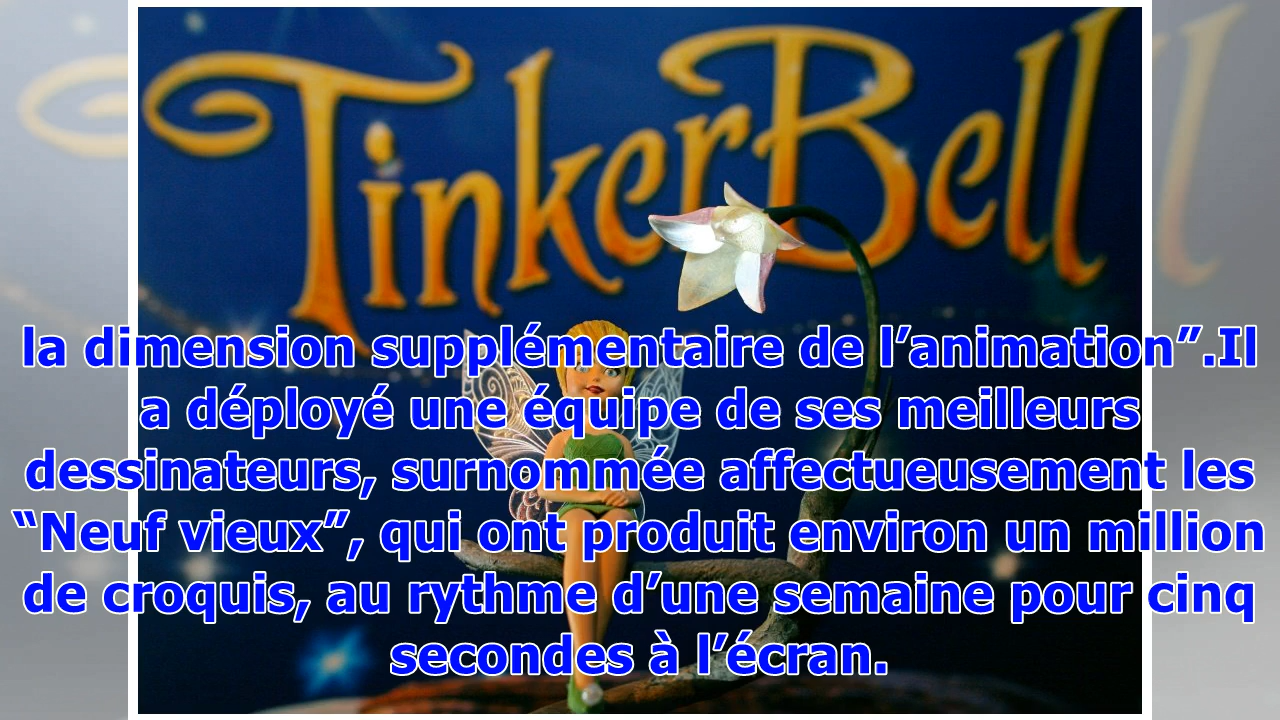 TinkerBell
la dimension supplémentaire de l’animation”.Il
a déployé une équipe de ses meilleurs
dessinateurs, surnommée affectueusement les
“Neuf vieux”, qui ont produit environ un million
de croquis, au rythme d’une semaine pour cinq
secondes à l’écran.